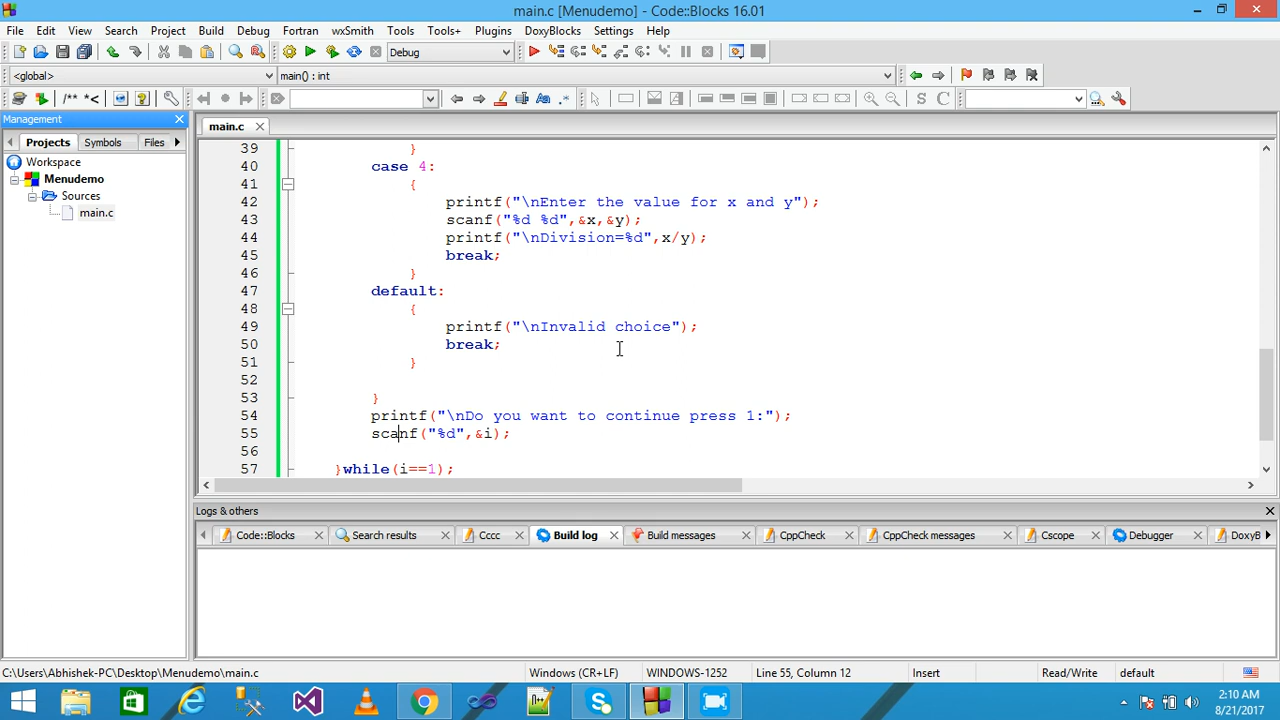 main.c [Menudemo] - Code::Blocks 16.01
File Edit View Search Project Build Debug Fortran wxSmith Tools Tools+ Plugins DoxyBlocks Settings Help
Debug
<global>
main() : int
/** *<
S C
Management
Projects Symbols Files
Workspace
Menudemo
Sources
main.c
main.c
39 }
40 case 4:
41 {
42 printf("\nEnter the value for x and y");
43 scanf("%d %d",&x,&y);
44 printf("\nDivision=%d",x/y);
45 break;
46 }
47 default:
48 {
49 printf("\nInvalid choice");
50 break;
51 }
52
53 }
54 printf("\nDo you want to continue press 1:");
55 scanf("%d",&i);
56
57 }while(i==1);
Logs & others
Code::Blocks Search results Cccc Build log Build messages CppCheck CppCheck messages Cscope Debugger DoxyB
C:\Users\Abhishek-PC\Desktop\Menudemo\main.c Windows (CR+LF) WINDOWS-1252 Line 55, Column 12 Insert Read/Write default
2:10 AM
8/21/2017